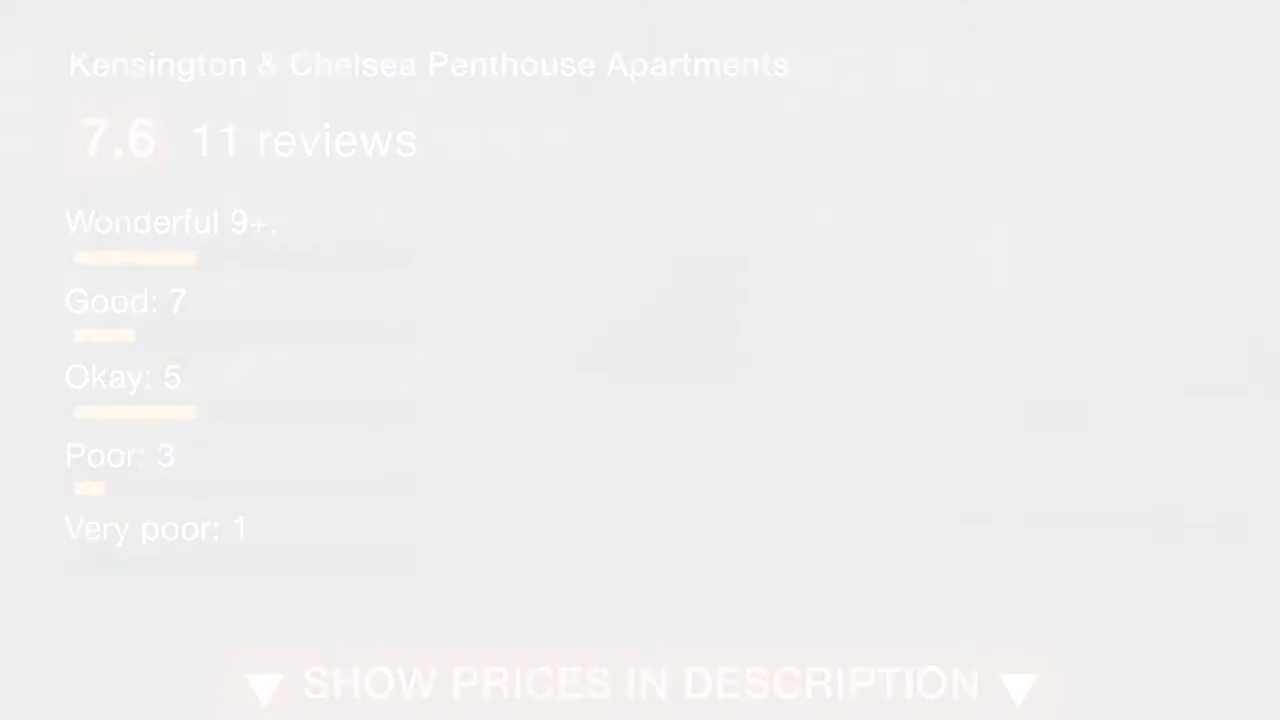 Kensington & Chelsea Penthouse Apartments
7.6 11 reviews
Wonderful 9+.
Good: 7
Okay: 5
Poor: 3
Very poor: 1
▼ SHOW PRICES IN DESCRIPTION ▼